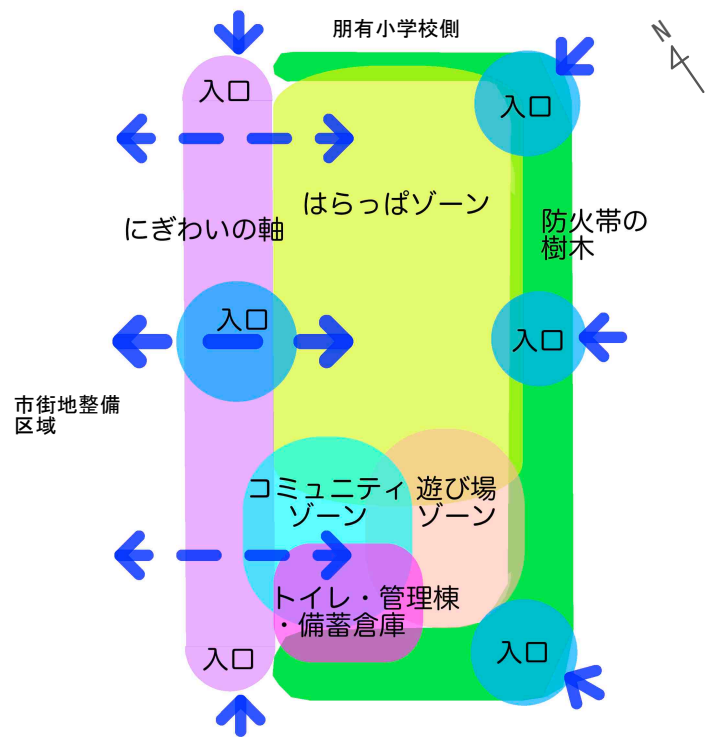 朋有小学校側
N
入口
入口
はらっぱゾーン
にぎわいの軸
防火帯の
樹木
入口
入口
市街地整備
区域
コミュニティ
ゾーン
遊び場
ゾーン
トイレ・管理棟
・備蓄倉庫
入口
入口